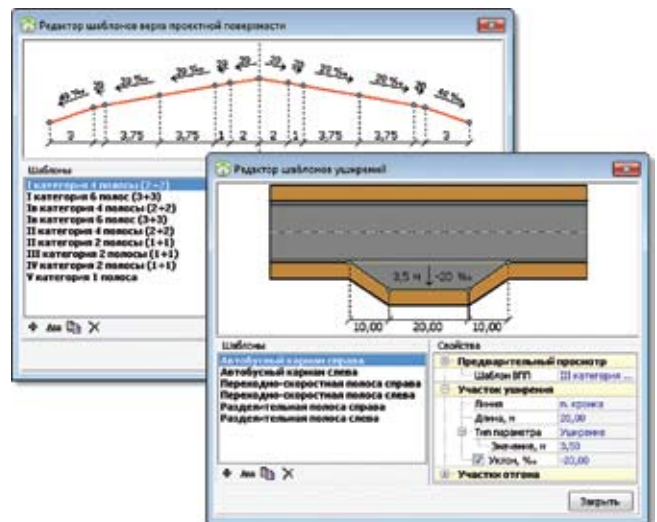 Редактор шаблонов верха проектной поверхности
3 3,75 3,75 1 2 2 1 3,75 3,75 3
Шаблоны
I категория 4 полосы (2+2)
I категория 6 полос (3+3)
Iв категория 4 полосы (2+2)
Iв категория 6 полос (3+3)
II категория 4 полосы (2+2)
II категория 2 полосы (1+1)
III категория 2 полосы (1+1)
IV категория 2 полосы (1+1)
V категория 1 полоса
Редактор шаблонов уширений
3,5 м -20 ‰
10,00 20,00 10,00
Шаблоны
Автобусный карман справа
Автобусный карман слева
Переходно-скоростная полоса справа
Переходно-скоростная полоса слева
Разделительная полоса справа
Разделительная полоса слева
Свойства
Предварительный просмотр
Шаблон ВПП III категория ...
Участок уширения
Линия п. кромка
Длина, м 20,00
Тип параметра Уширение
Значение, м 3,50
Уклон, ‰ -20,00
Участки отгона
Закрыть